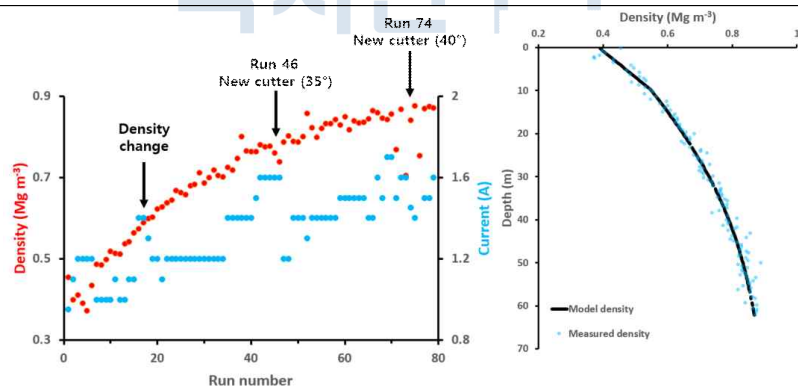 Run 74
New cutter (40°)
Run 46
New cutter (35°)
Density
change
Density (Mg m⁻³)
0.9
0.7
0.5
0.3
Current (A)
2
1.6
1.2
0.8
0
20
40
60
80
Run number
Density (Mg m⁻³)
0.2
0.4
0.6
0.8
1
Depth (m)
0
10
20
30
40
50
60
70
Model density
Measured density